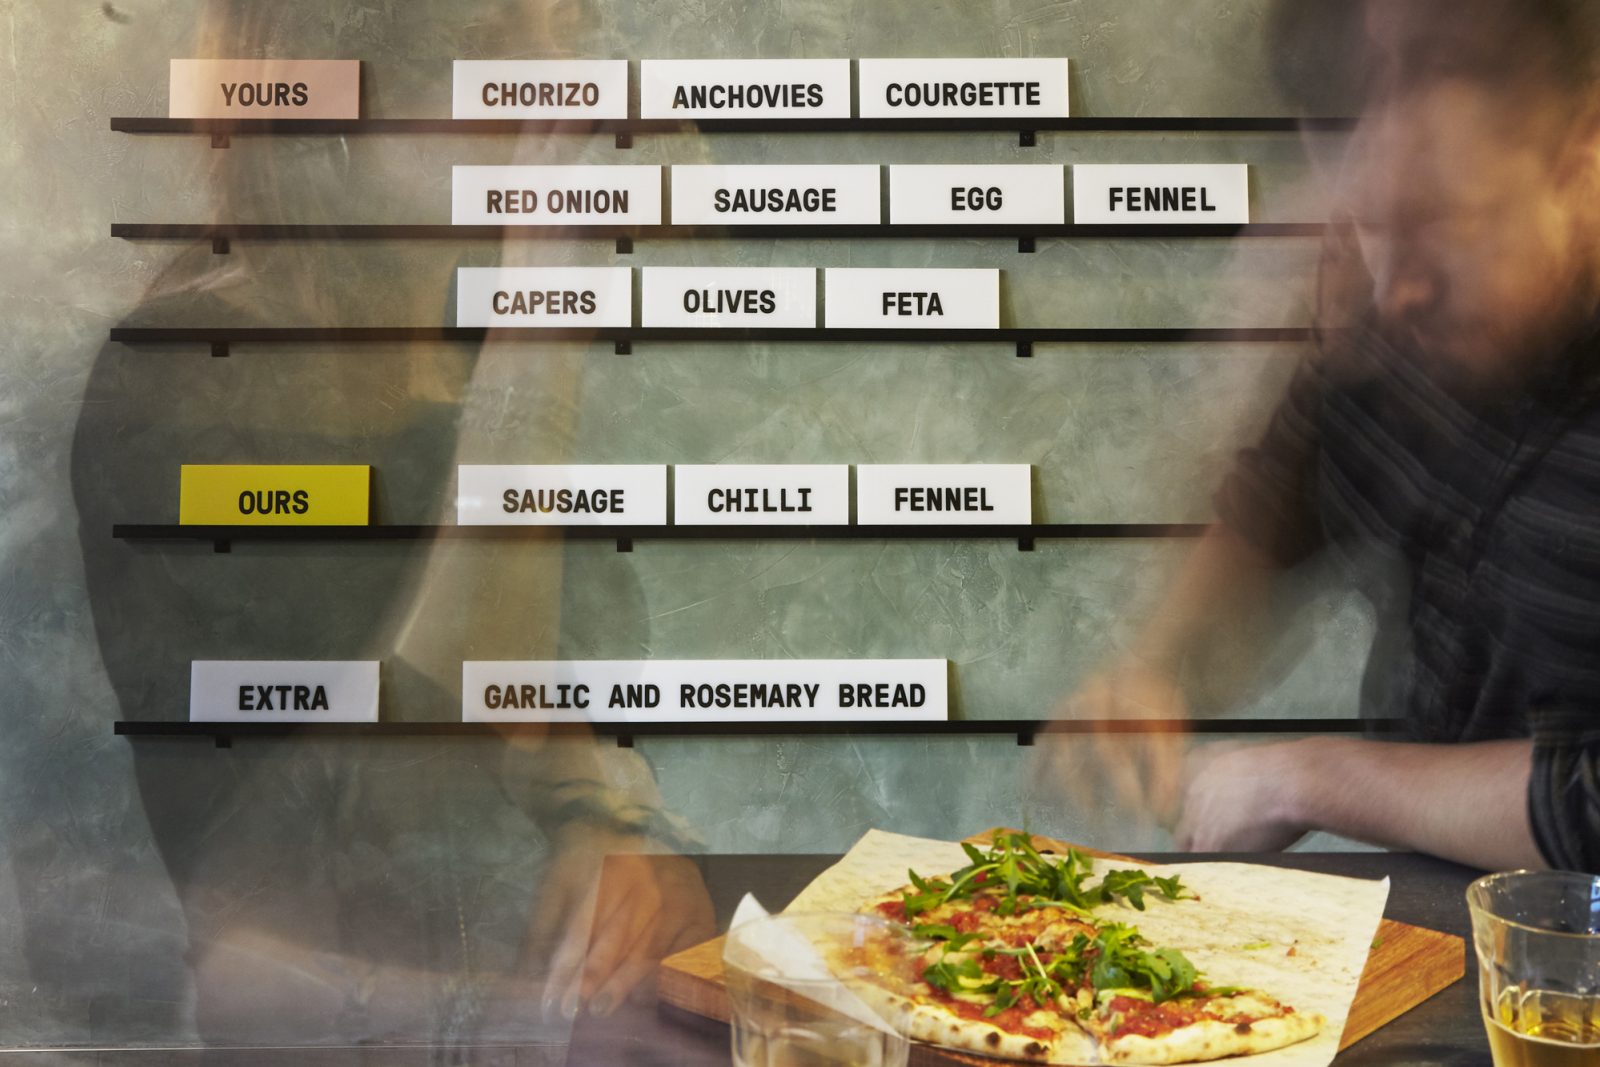 YOURS CHORIZO ANCHOVIES COURGETTE
RED ONION SAUSAGE EGG FENNEL
CAPERS OLIVES FETA
OURS SAUSAGE CHILLI FENNEL
EXTRA GARLIC AND ROSEMARY BREAD